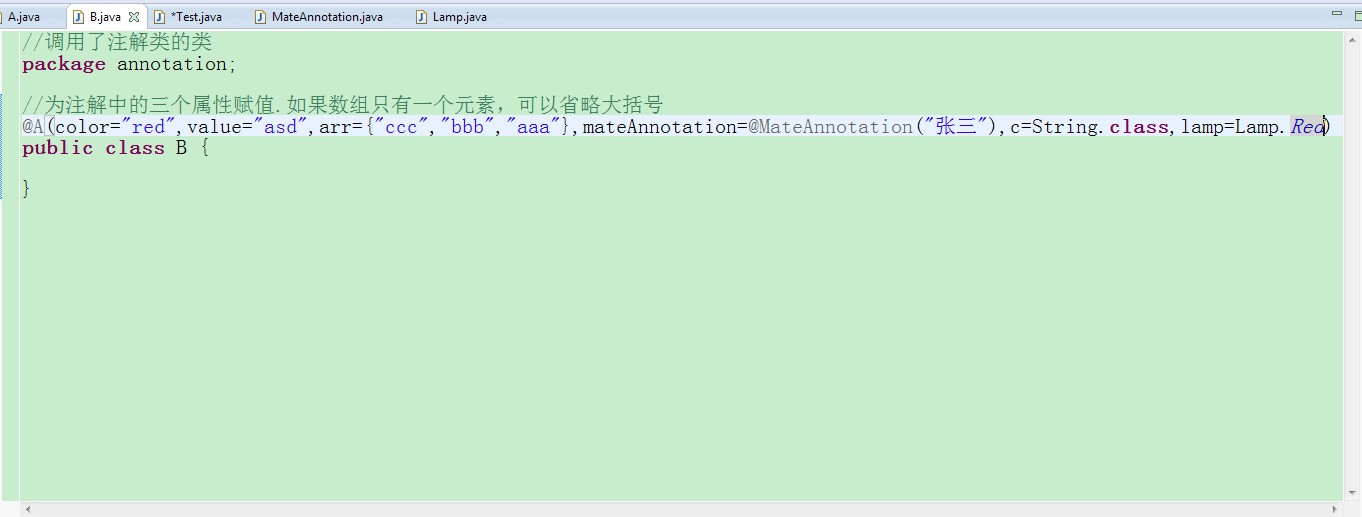 A.java B.java *Test.java MateAnnotation.java Lamp.java
//调用了注解类的类
package annotation;
//为注解中的三个属性赋值.如果数组只有一个元素，可以省略大括号
@A(color="red",value="asd",arr={"ccc","bbb","aaa"},mateAnnotation=@MateAnnotation("张三"),c=String.class,lamp=Lamp.Red)
public class B {
}